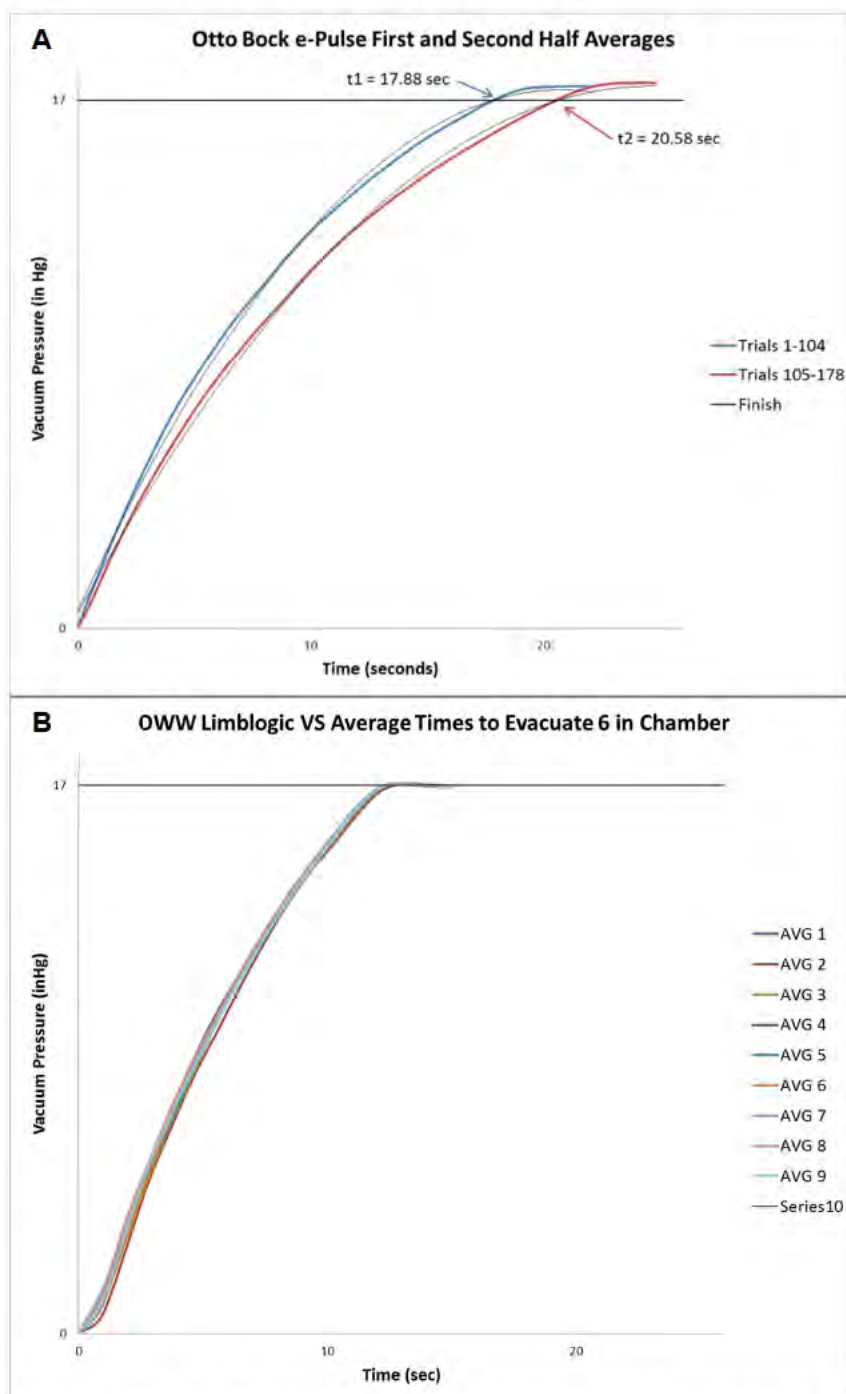 A
Otto Bock e-Pulse First and Second Half Averages
t1 = 17.88 sec
17
t2 = 20.58 sec
Vacuum Pressure (in Hg)
Trials 1-104
Trials 105-178
Finish
0
0
10
20
Time (seconds)
B
OWW Limblogic VS Average Times to Evacuate 6 in Chamber
17
Vacuum Pressure (inHg)
AVG 1
AVG 2
AVG 3
AVG 4
AVG 5
AVG 6
AVG 7
AVG 8
AVG 9
Series10
0
0
10
20
Time (sec)